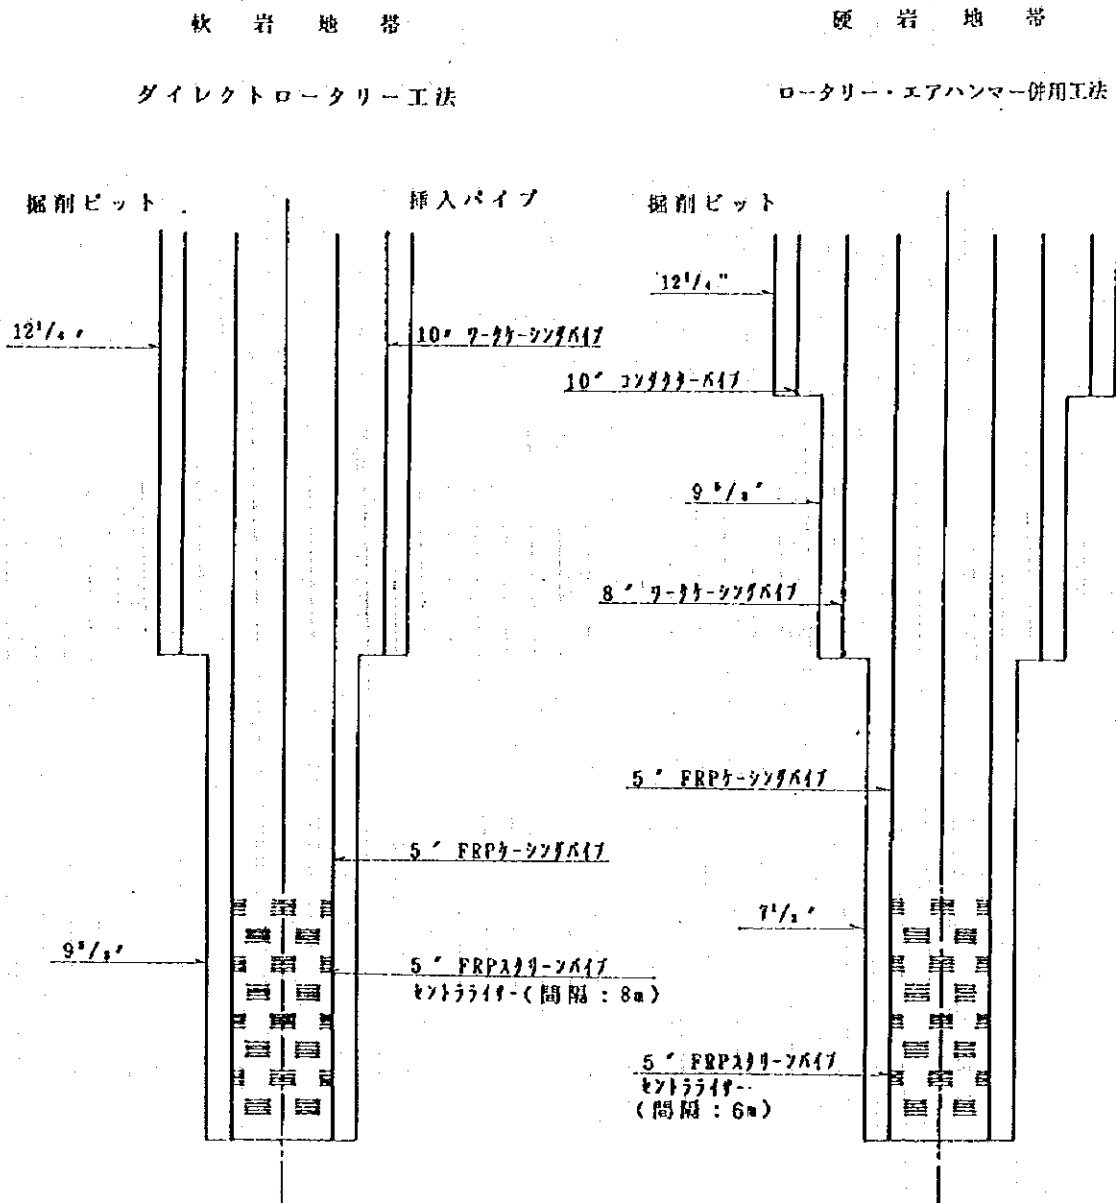 軟岩地帯
ダイレクトロータリー工法
掘削ビット
挿入パイプ
12 1/4 "
10" ワークケーシングパイプ
5" FRPケーシングパイプ
9 5/8"
5" FRPスクリーンパイプ
セントラライザー(間隔:8m)
硬岩地帯
ロータリー・エアハンマー併用工法
掘削ビット
12 1/4 "
10" コンダクターパイプ
9 5/8"
8" ワークケーシングパイプ
5" FRPケーシングパイプ
5" FRPスクリーンパイプ
セントラライザー
(間隔:6m)